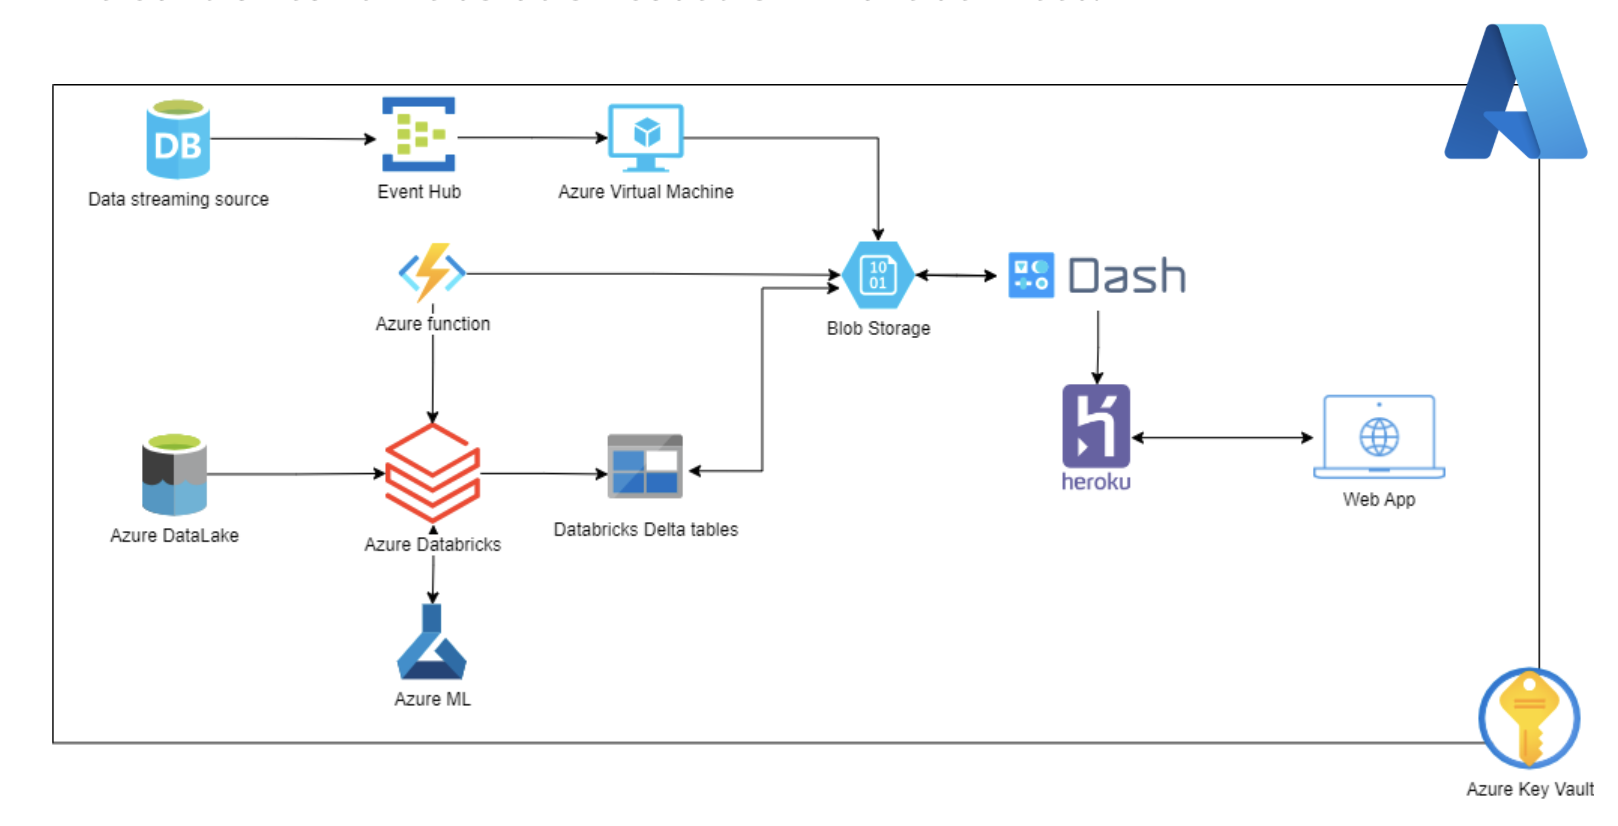 DB
Data streaming source
Event Hub
Azure Virtual Machine
Azure function
10
01
Blob Storage
Dash
heroku
Web App
Azure DataLake
Azure Databricks
Databricks Delta tables
Azure ML
Azure Key Vault